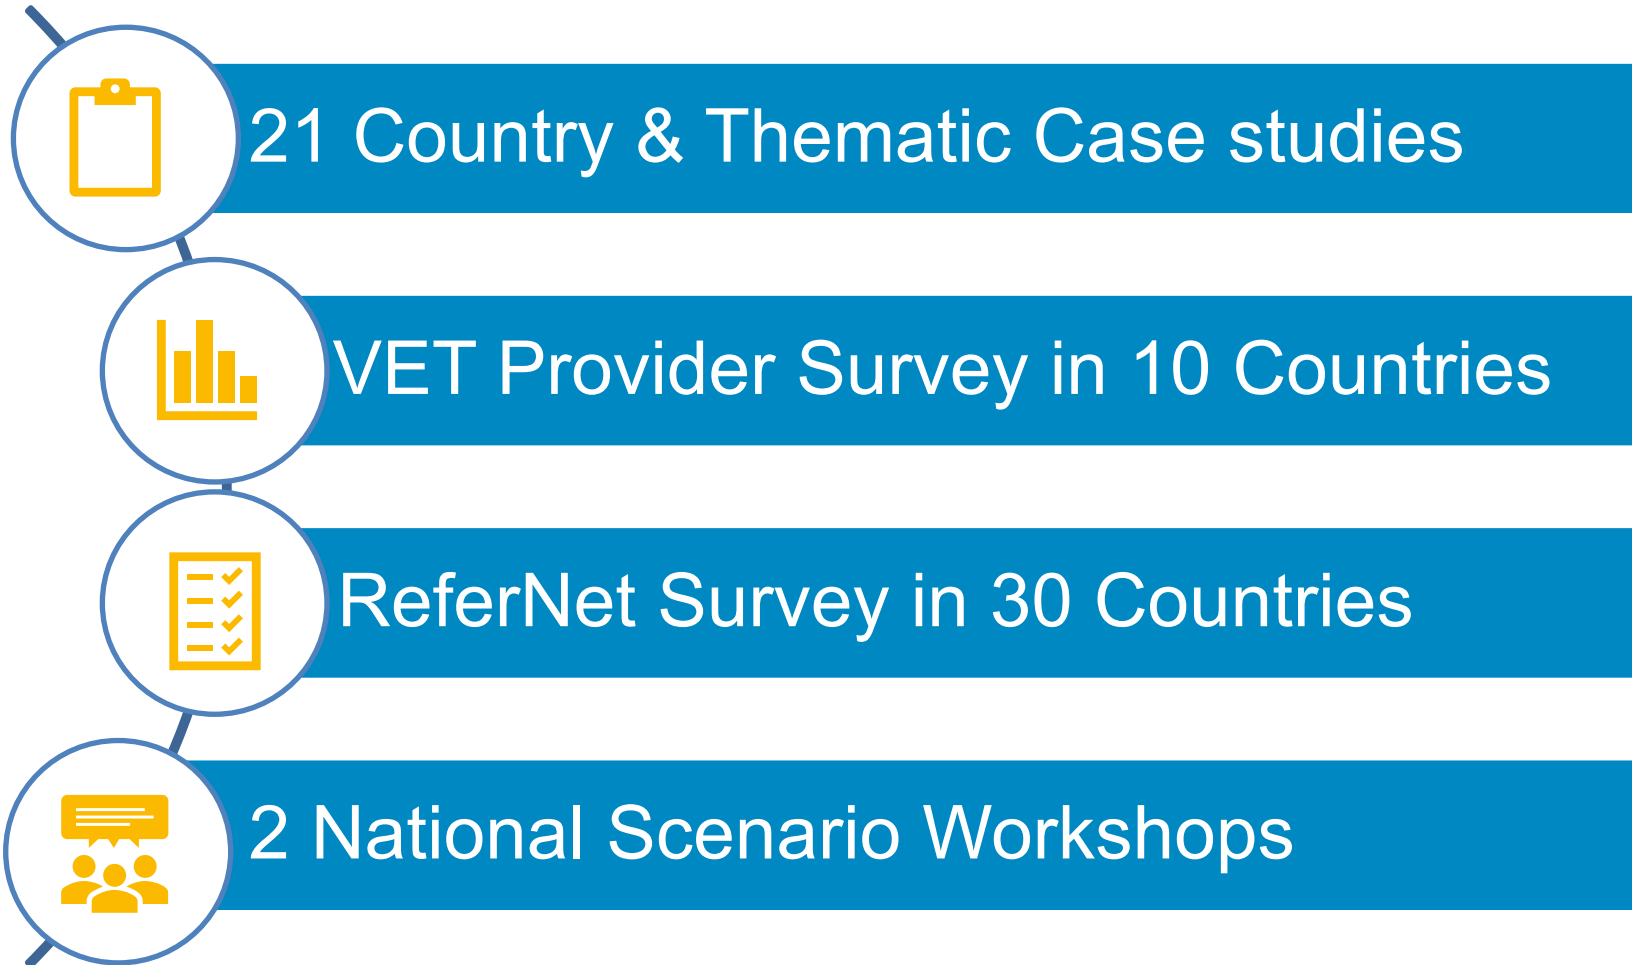 21 Country & Thematic Case studies
VET Provider Survey in 10 Countries
ReferNet Survey in 30 Countries
2 National Scenario Workshops